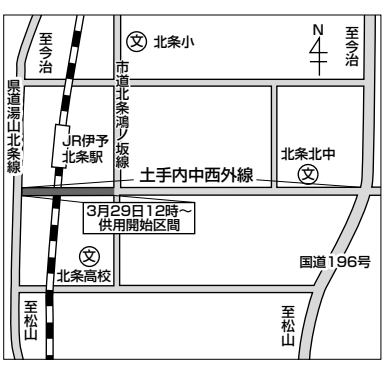 至今治
文 北条小
N
至今治
県道湯山北条線
市道北条鴻ノ坂線
JR伊予
北条駅
北条北中
文
土手内中西外線
3月29日12時〜
供用開始区間
文
北条高校
国道196号
至松山
至松山